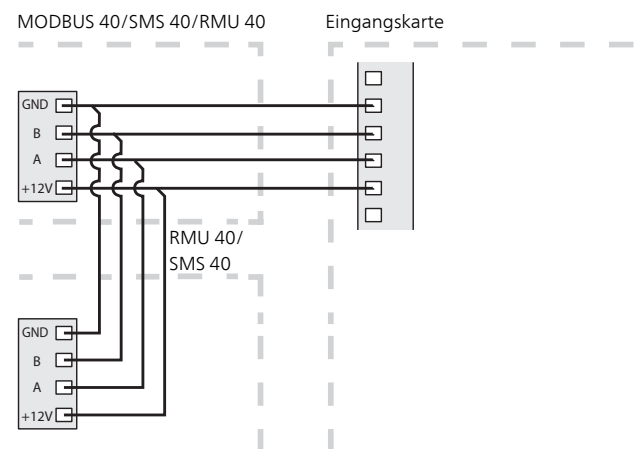 MODBUS 40/SMS 40/RMU 40
Eingangskarte
GND
B
A
+12V
RMU 40/
SMS 40
GND
B
A
+12V